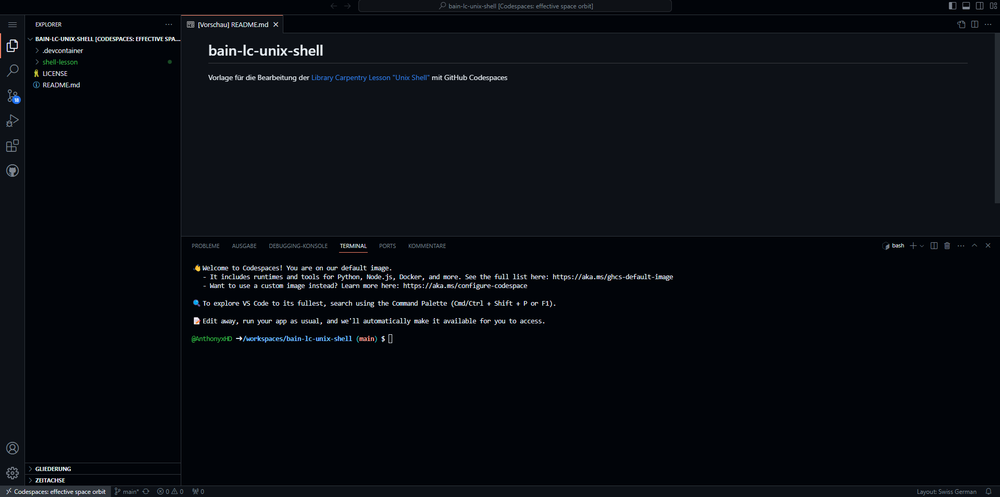 bain-lc-unix-shell [Codespaces: effective space orbit]
EXPLORER
[Vorschau] README.md
BAIN-LC-UNIX-SHELL [CODESPACES: EFFECTIVE SPA...
.devcontainer
shell-lesson
LICENSE
README.md
18
bain-lc-unix-shell
Vorlage für die Bearbeitung der Library Carpentry Lesson "Unix Shell" mit GitHub Codespaces
PROBLEME AUSGABE DEBUGGING-KONSOLE TERMINAL PORTS KOMMENTARE
bash
👋 Welcome to Codespaces! You are on our default image.
- It includes runtimes and tools for Python, Node.js, Docker, and more. See the full list here: https://aka.ms/ghcs-default-image
- Want to use a custom image instead? Learn more here: https://aka.ms/configure-codespace
🔍 To explore VS Code to its fullest, search using the Command Palette (Cmd/Ctrl + Shift + P or F1).
📝 Edit away, run your app as usual, and we'll automatically make it available for you to access.
@AnthonyxHD ➜/workspaces/bain-lc-unix-shell (main) $
GLIEDERUNG
ZEITACHSE
Codespaces: effective space orbit main* 0 0 0 Layout: Swiss German